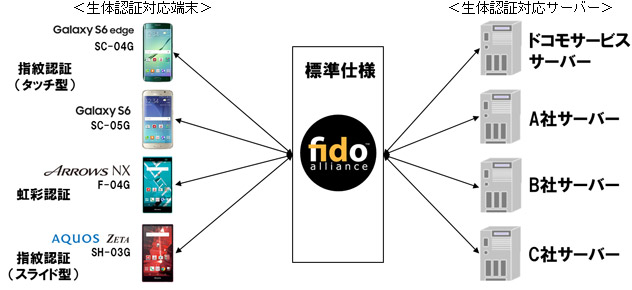 ＜生体認証対応端末＞
＜生体認証対応サーバー＞
Galaxy S6 edge
SC-04G
指紋認証
（タッチ型）
Galaxy S6
SC-05G
ARROWS NX
F-04G
虹彩認証
AQUOS ZETA
SH-03G
指紋認証
（スライド型）
標準仕様
fido™
alliance
ドコモサービス
サーバー
A社サーバー
B社サーバー
C社サーバー